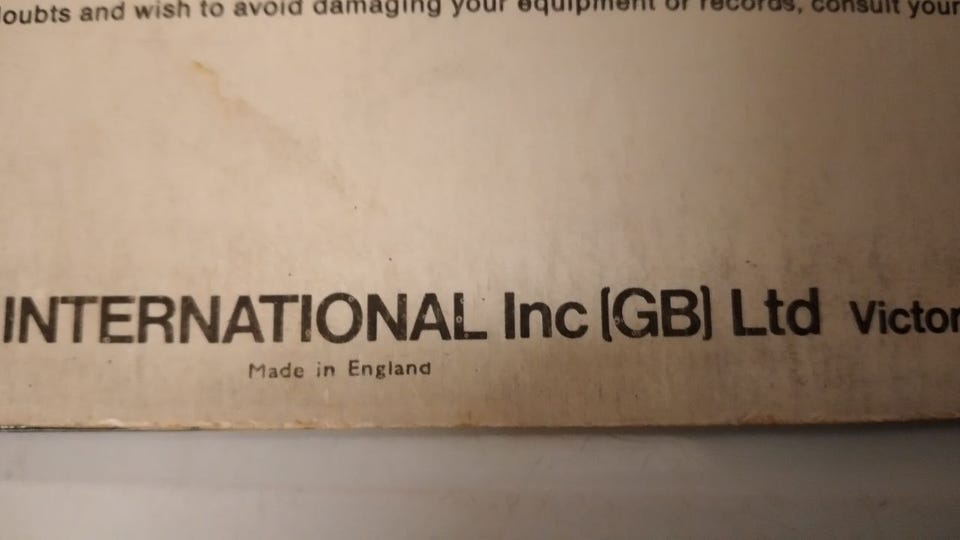 doubts and wish to avoid damaging your equipment or records, consult your
INTERNATIONAL Inc (GB) Ltd Victor
Made in England